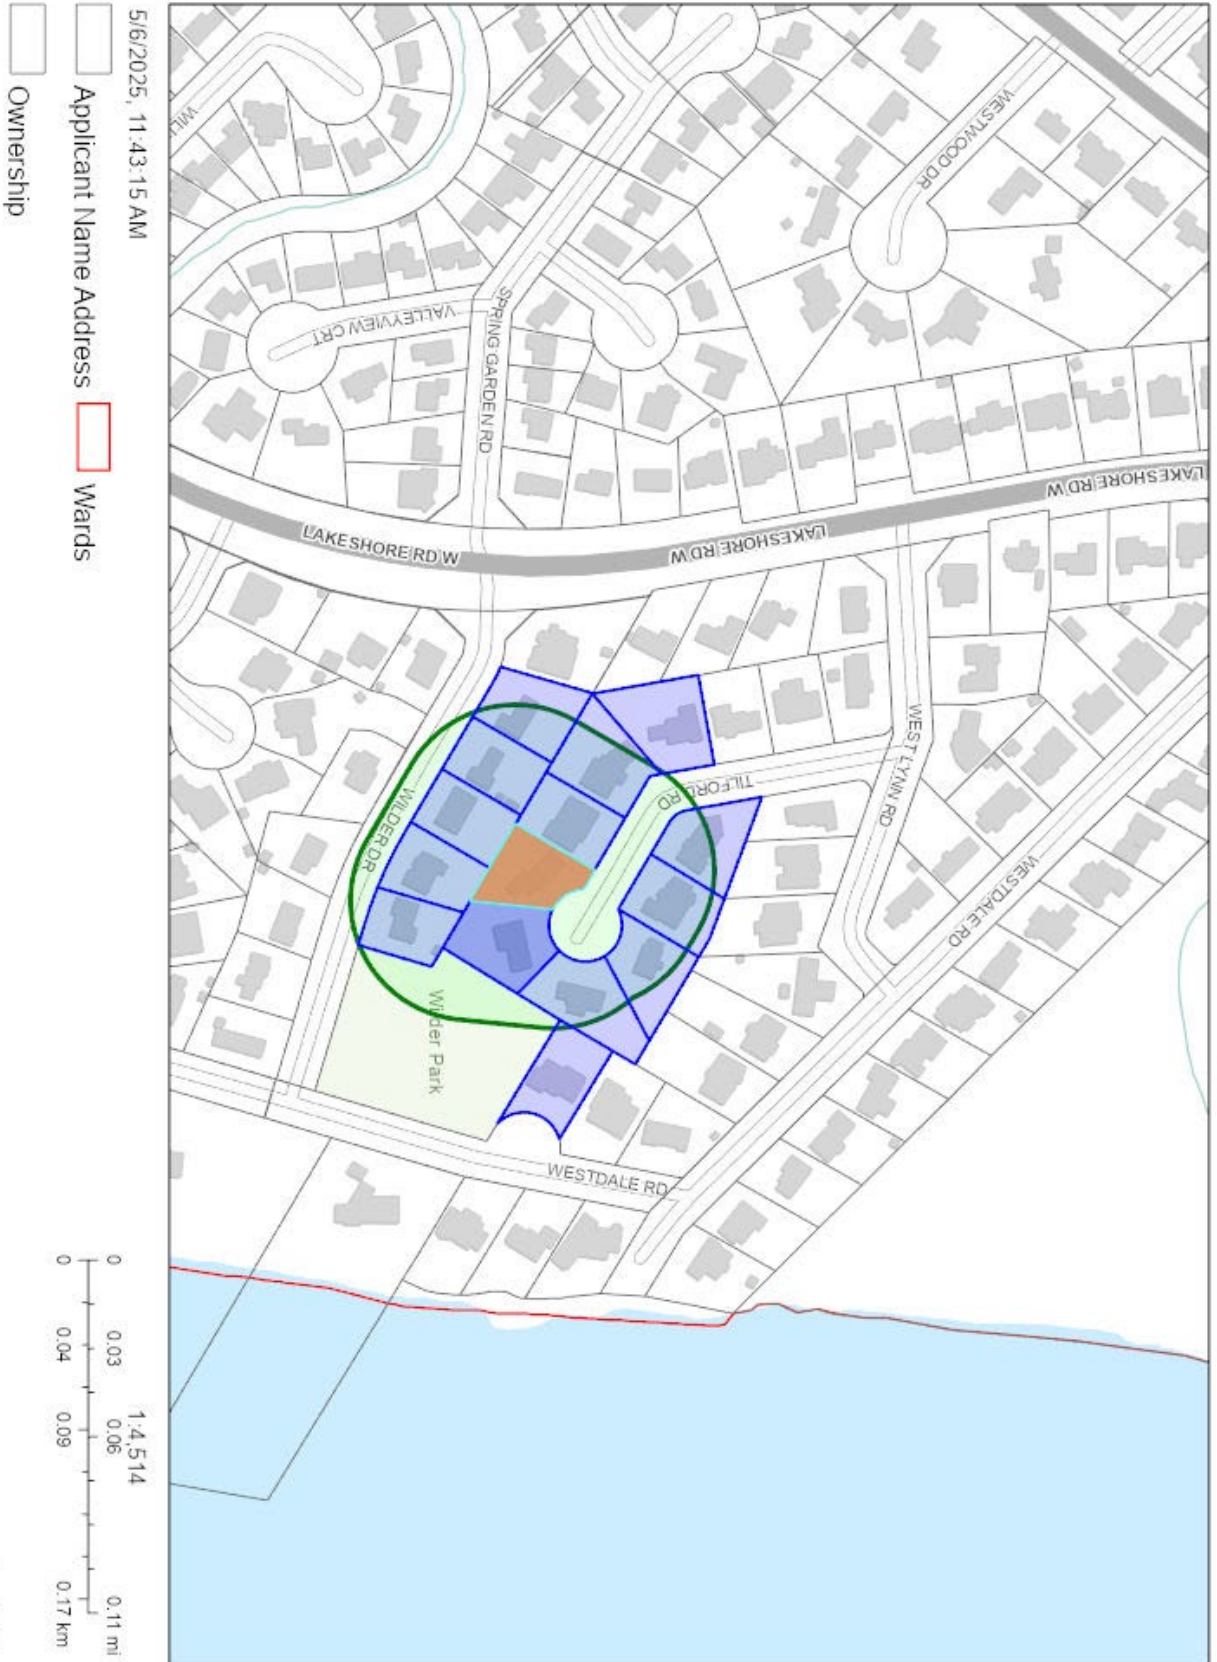 WESTWOOD DR
WILL
SPRING GARDEN RD
VALLEYVIEW CRT
LAKESHORE RD W
LAKESHORE RD W
LAKESHORE RD W
WEST LYNN RD
TILFORD RD
WILDER DR
WESTDALE RD
Wilder Park
WESTDALE RD
5/6/2025, 11:43:15 AM
Applicant Name Address
Wards
Ownership
1:4,514
0 0.03 0.06 0.11 mi
0 0.04 0.09 0.17 km